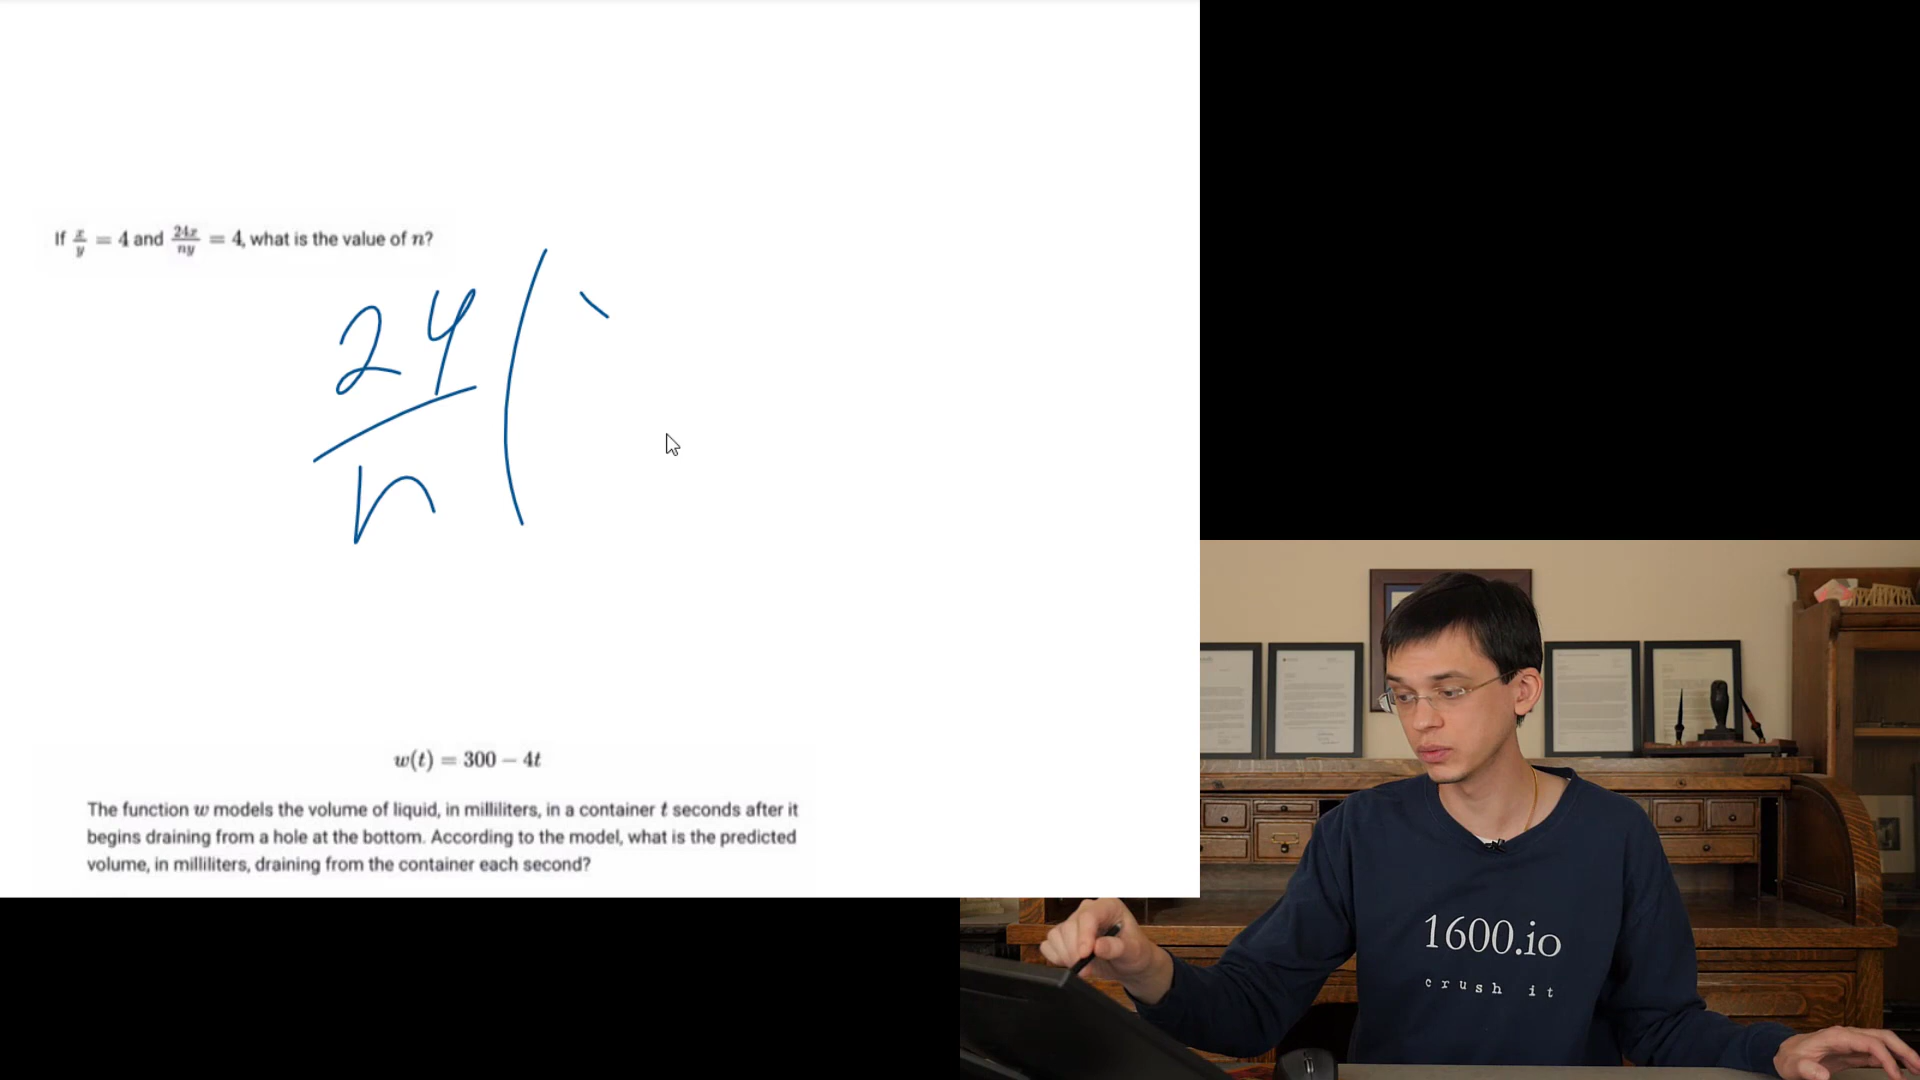 If x/y = 4 and 24x/ny = 4, what is the value of n?
24/n (
w(t) = 300 − 4t
The function w models the volume of liquid, in milliliters, in a container t seconds after it
begins draining from a hole at the bottom. According to the model, what is the predicted
volume, in milliliters, draining from the container each second?
1600.io
crush it